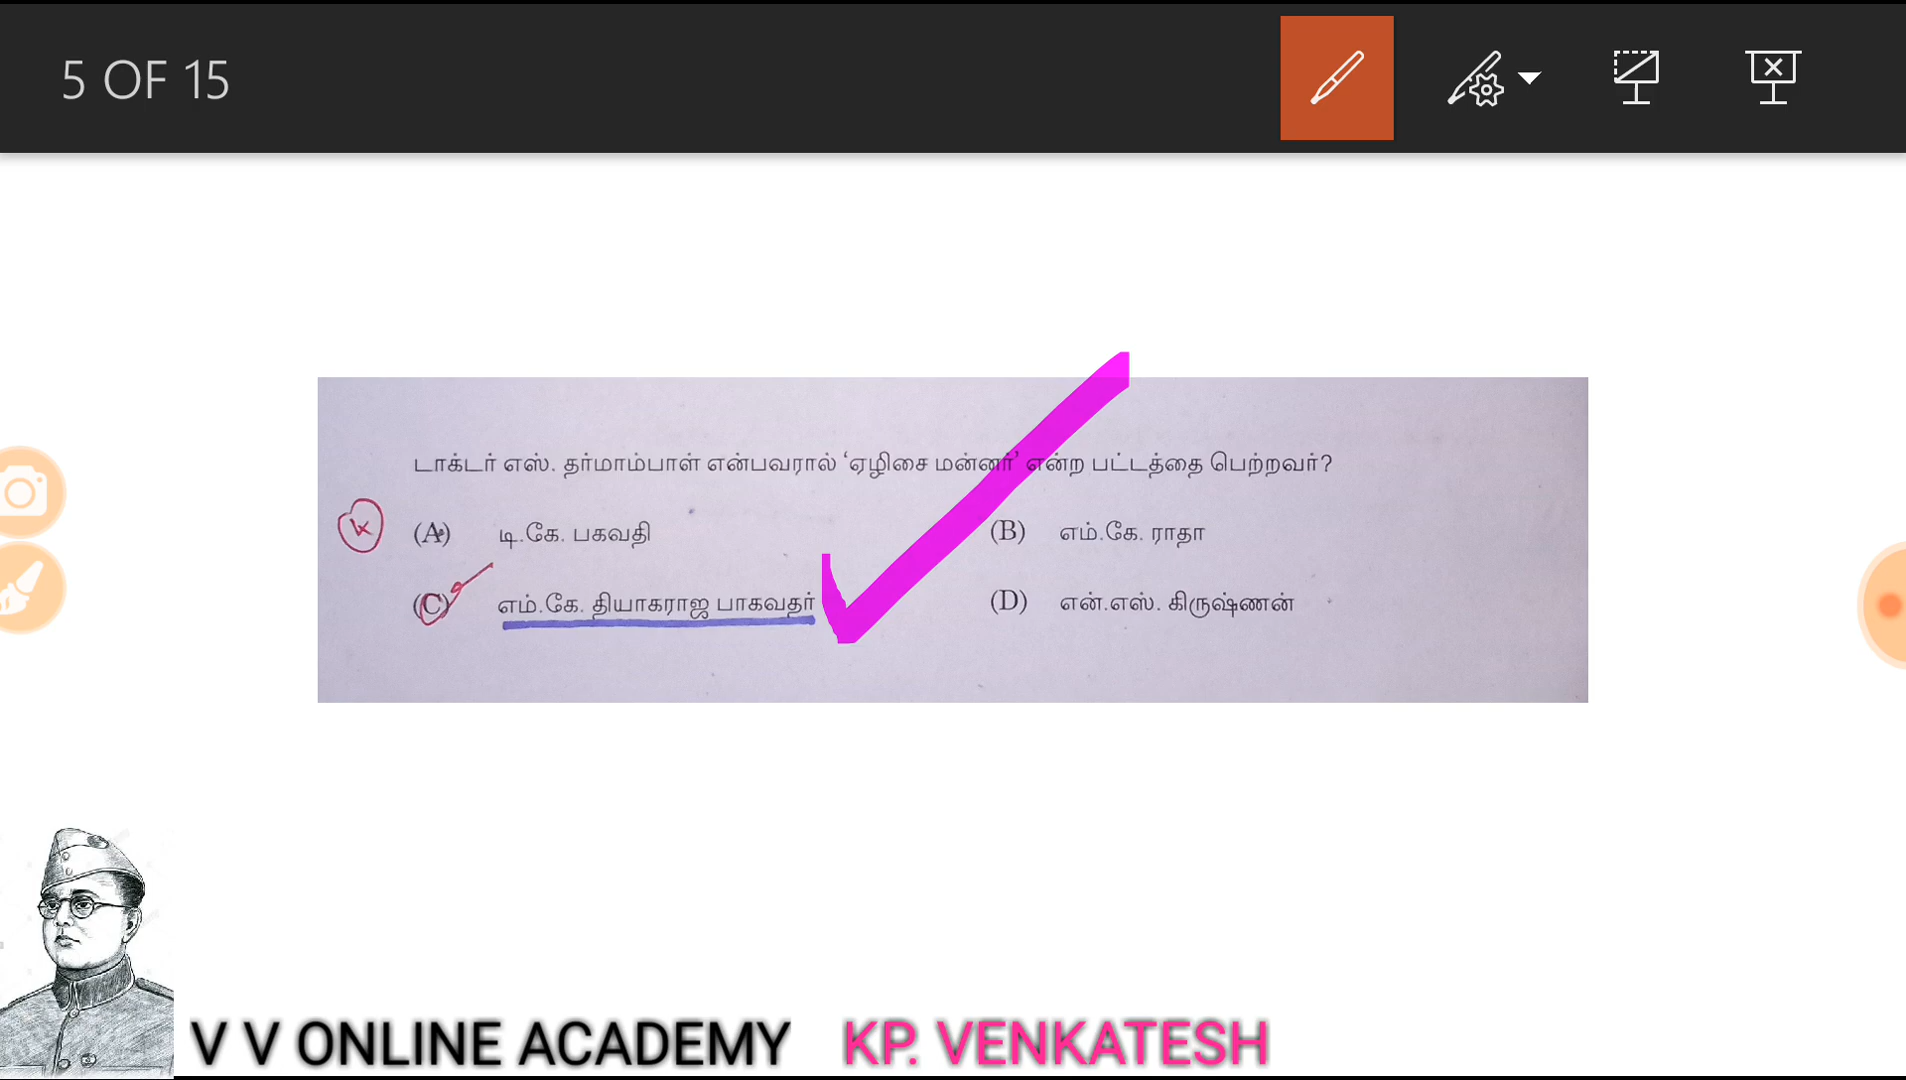 5 OF 15
டாக்டர் எஸ். தர்மாம்பாள் என்பவரால் ‘ஏழிசை மன்னர்’ என்ற பட்டத்தை பெற்றவர்?
(A) டி.கே. பகவதி (B) எம்.கே. ராதா
(C) எம்.கே. தியாகராஜ பாகவதர் (D) என்.எஸ். கிருஷ்ணன்
V V ONLINE ACADEMY KP. VENKATESH